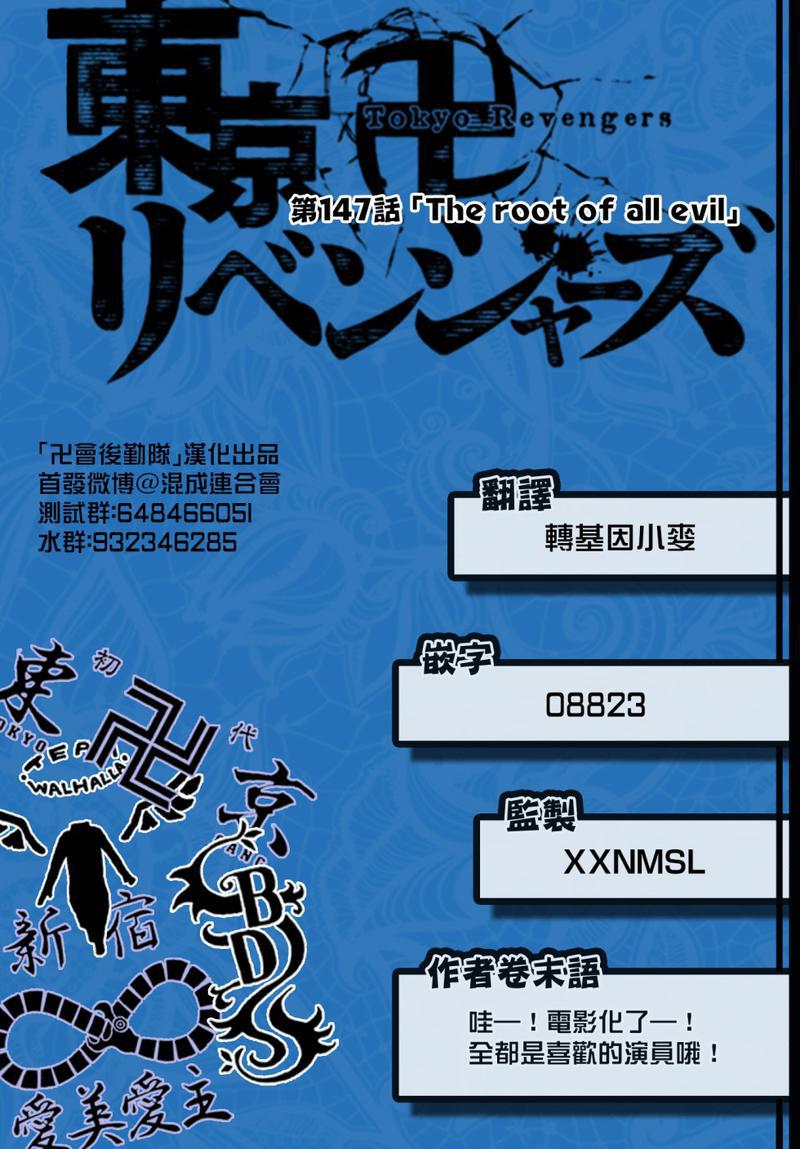 東京卍
Tokyo Revengers
第147話「The root of all evil」
リベンジャーズ
「卍會後勤隊」漢化出品
首發微博@混成連合會
測試群:648466051
水群:932346285
翻譯
轉基因小麥
嵌字
08823
監製
XXNMSL
作者卷末語
哇—！電影化了—！
全都是喜歡的演員哦！
初
代
東
卍
京
TOKYO
GANG
WALHALLA
BD
新宿
愛美愛主